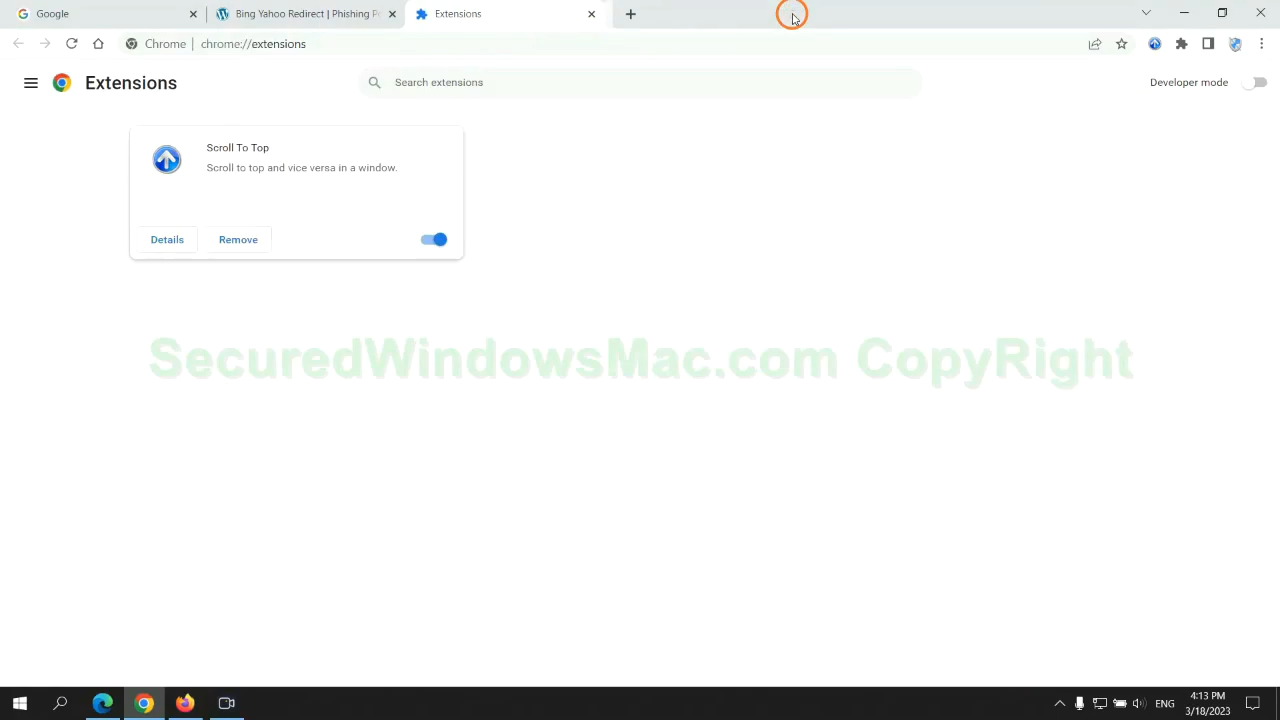 Google
Bing Yahoo Redirect | Phishing P
Extensions
Chrome | chrome://extensions
Extensions
Search extensions
Developer mode
Scroll To Top
Scroll to top and vice versa in a window.
Details
Remove
SecuredWindowsMac.com CopyRight
ENG
4:13 PM
3/18/2023